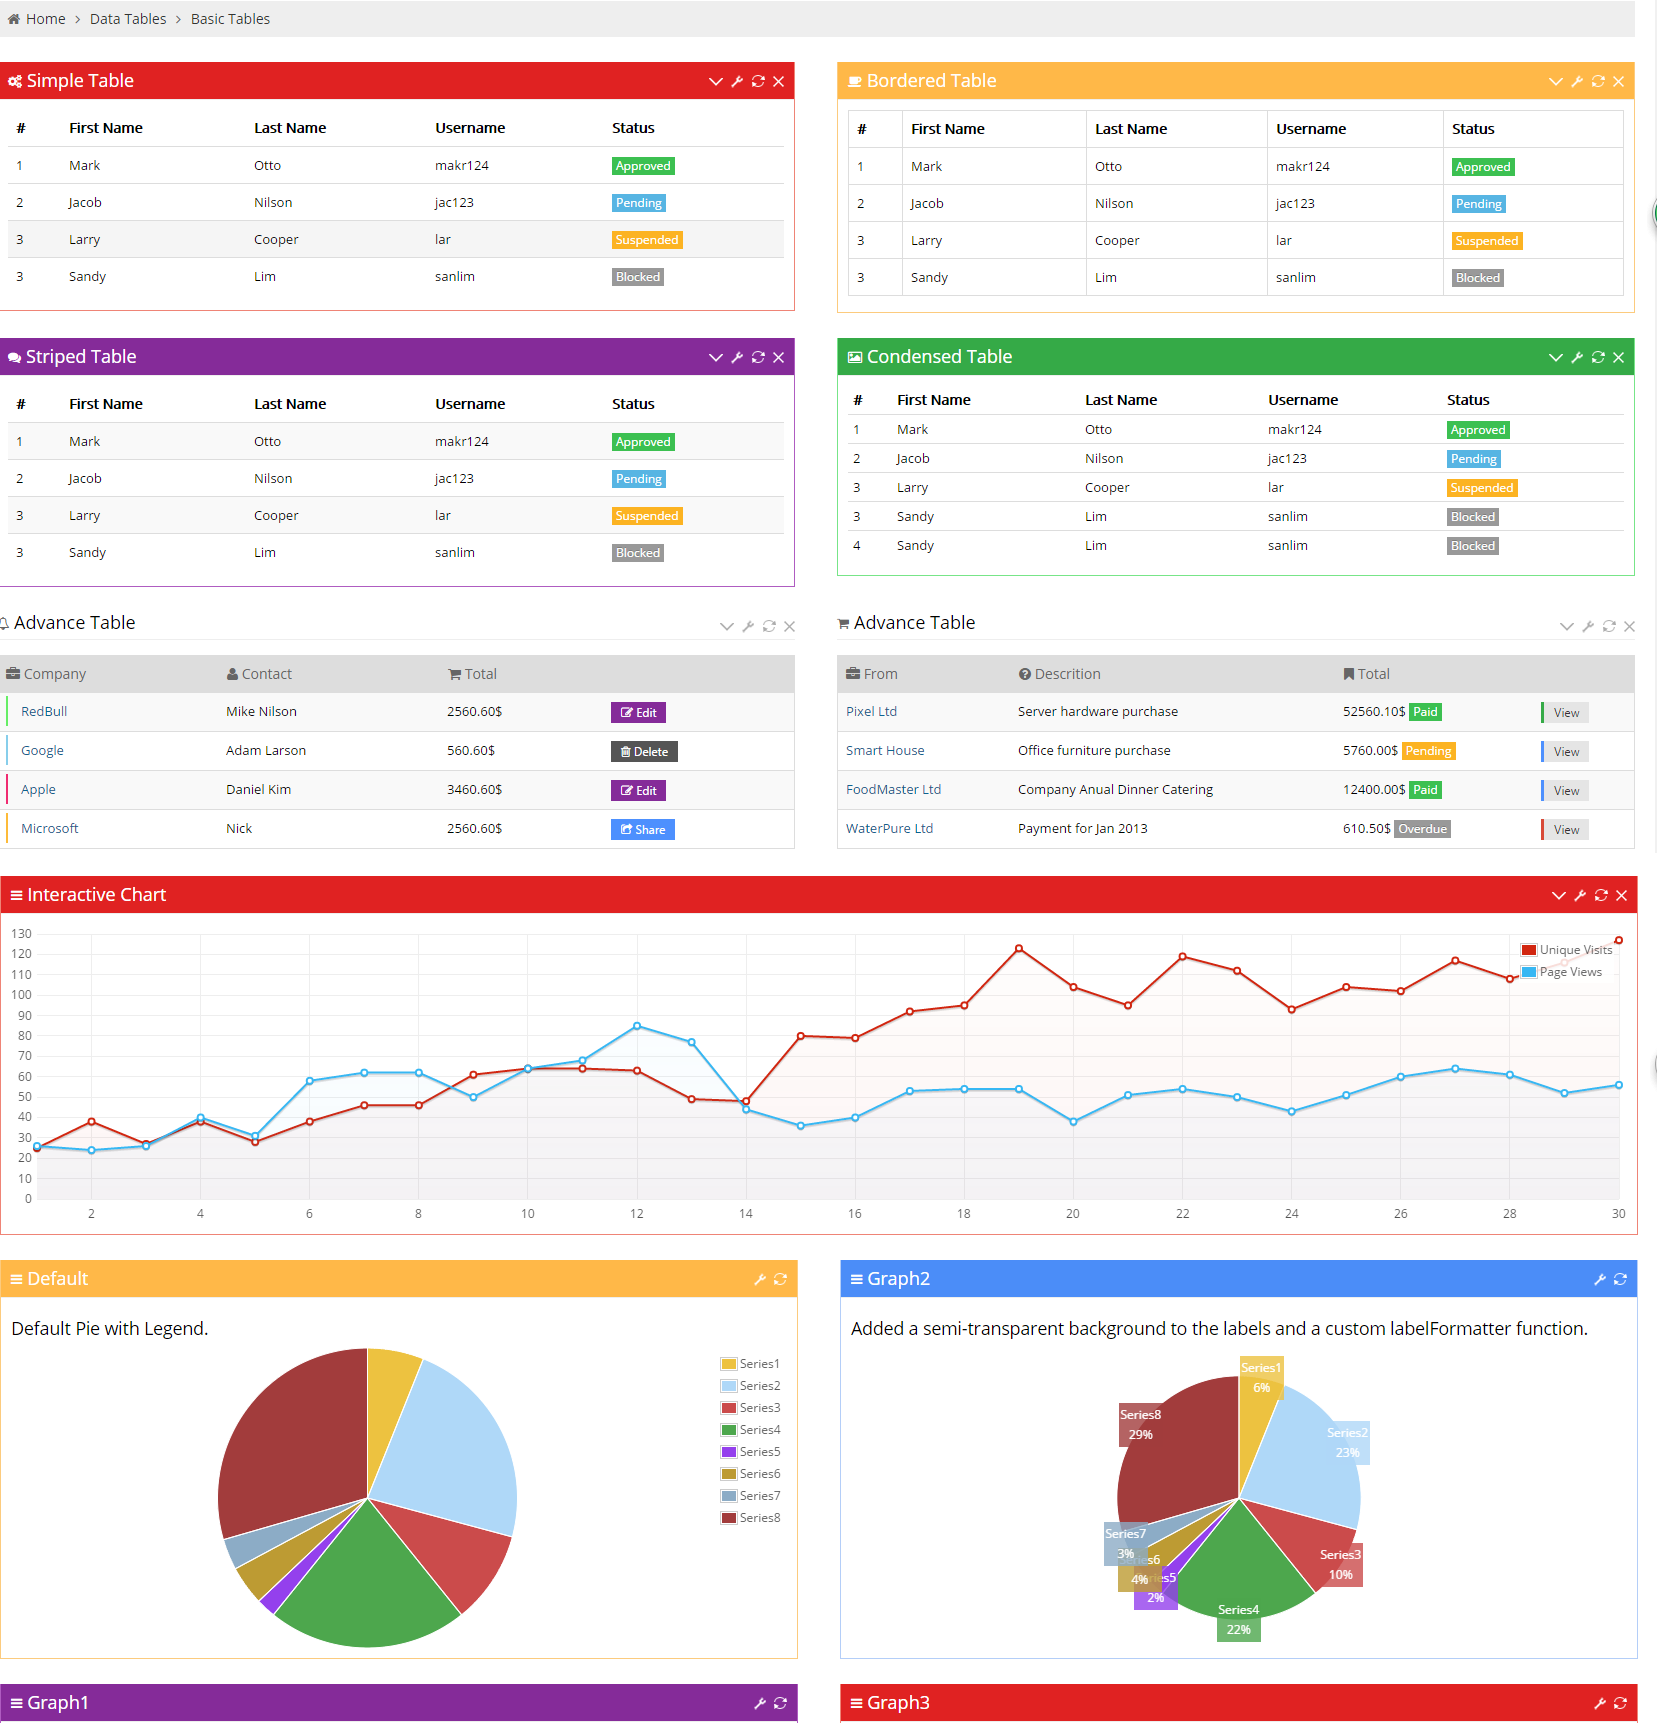 Home > Data Tables > Basic Tables
Simple Table
# First Name Last Name Username Status
1 Mark Otto makr124 Approved
2 Jacob Nilson jac123 Pending
3 Larry Cooper lar Suspended
3 Sandy Lim sanlim Blocked
Bordered Table
# First Name Last Name Username Status
1 Mark Otto makr124 Approved
2 Jacob Nilson jac123 Pending
3 Larry Cooper lar Suspended
3 Sandy Lim sanlim Blocked
Striped Table
# First Name Last Name Username Status
1 Mark Otto makr124 Approved
2 Jacob Nilson jac123 Pending
3 Larry Cooper lar Suspended
3 Sandy Lim sanlim Blocked
Condensed Table
# First Name Last Name Username Status
1 Mark Otto makr124 Approved
2 Jacob Nilson jac123 Pending
3 Larry Cooper lar Suspended
3 Sandy Lim sanlim Blocked
4 Sandy Lim sanlim Blocked
Advance Table
Company Contact Total
RedBull Mike Nilson 2560.60$ Edit
Google Adam Larson 560.60$ Delete
Apple Daniel Kim 3460.60$ Edit
Microsoft Nick 2560.60$ Share
Advance Table
From Descrition Total
Pixel Ltd Server hardware purchase 52560.10$ Paid View
Smart House Office furniture purchase 5760.00$ Pending View
FoodMaster Ltd Company Anual Dinner Catering 12400.00$ Paid View
WaterPure Ltd Payment for Jan 2013 610.50$ Overdue View
Interactive Chart
130
120
110
100
90
80
70
60
50
40
30
20
10
0
2 4 6 8 10 12 14 16 18 20 22 24 26 28 30
Unique Visits
Page Views
Default
Default Pie with Legend.
Series1
Series2
Series3
Series4
Series5
Series6
Series7
Series8
Graph2
Added a semi-transparent background to the labels and a custom labelFormatter function.
Series1
6%
Series8
29%
Series2
23%
Series7
3%
Series3
10%
4%
2%
Series4
22%
Graph1
Graph3